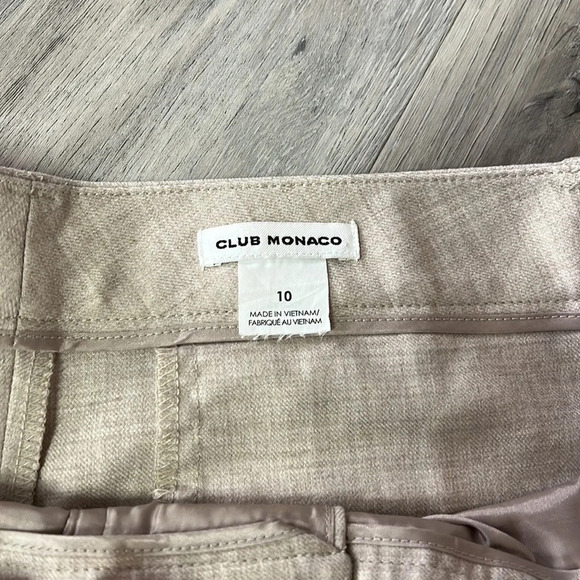 CLUB MONACO
10
MADE IN VIETNAM/
FABRIQUÉ AU VIETNAM